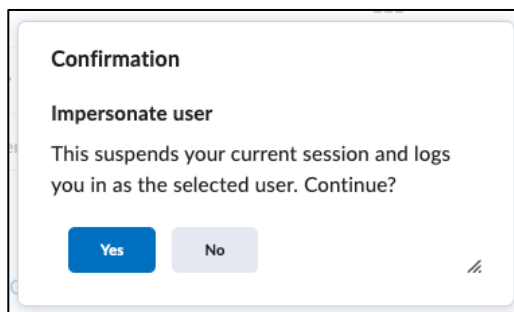 Confirmation
Impersonate user
This suspends your current session and logs
you in as the selected user. Continue?
Yes
No